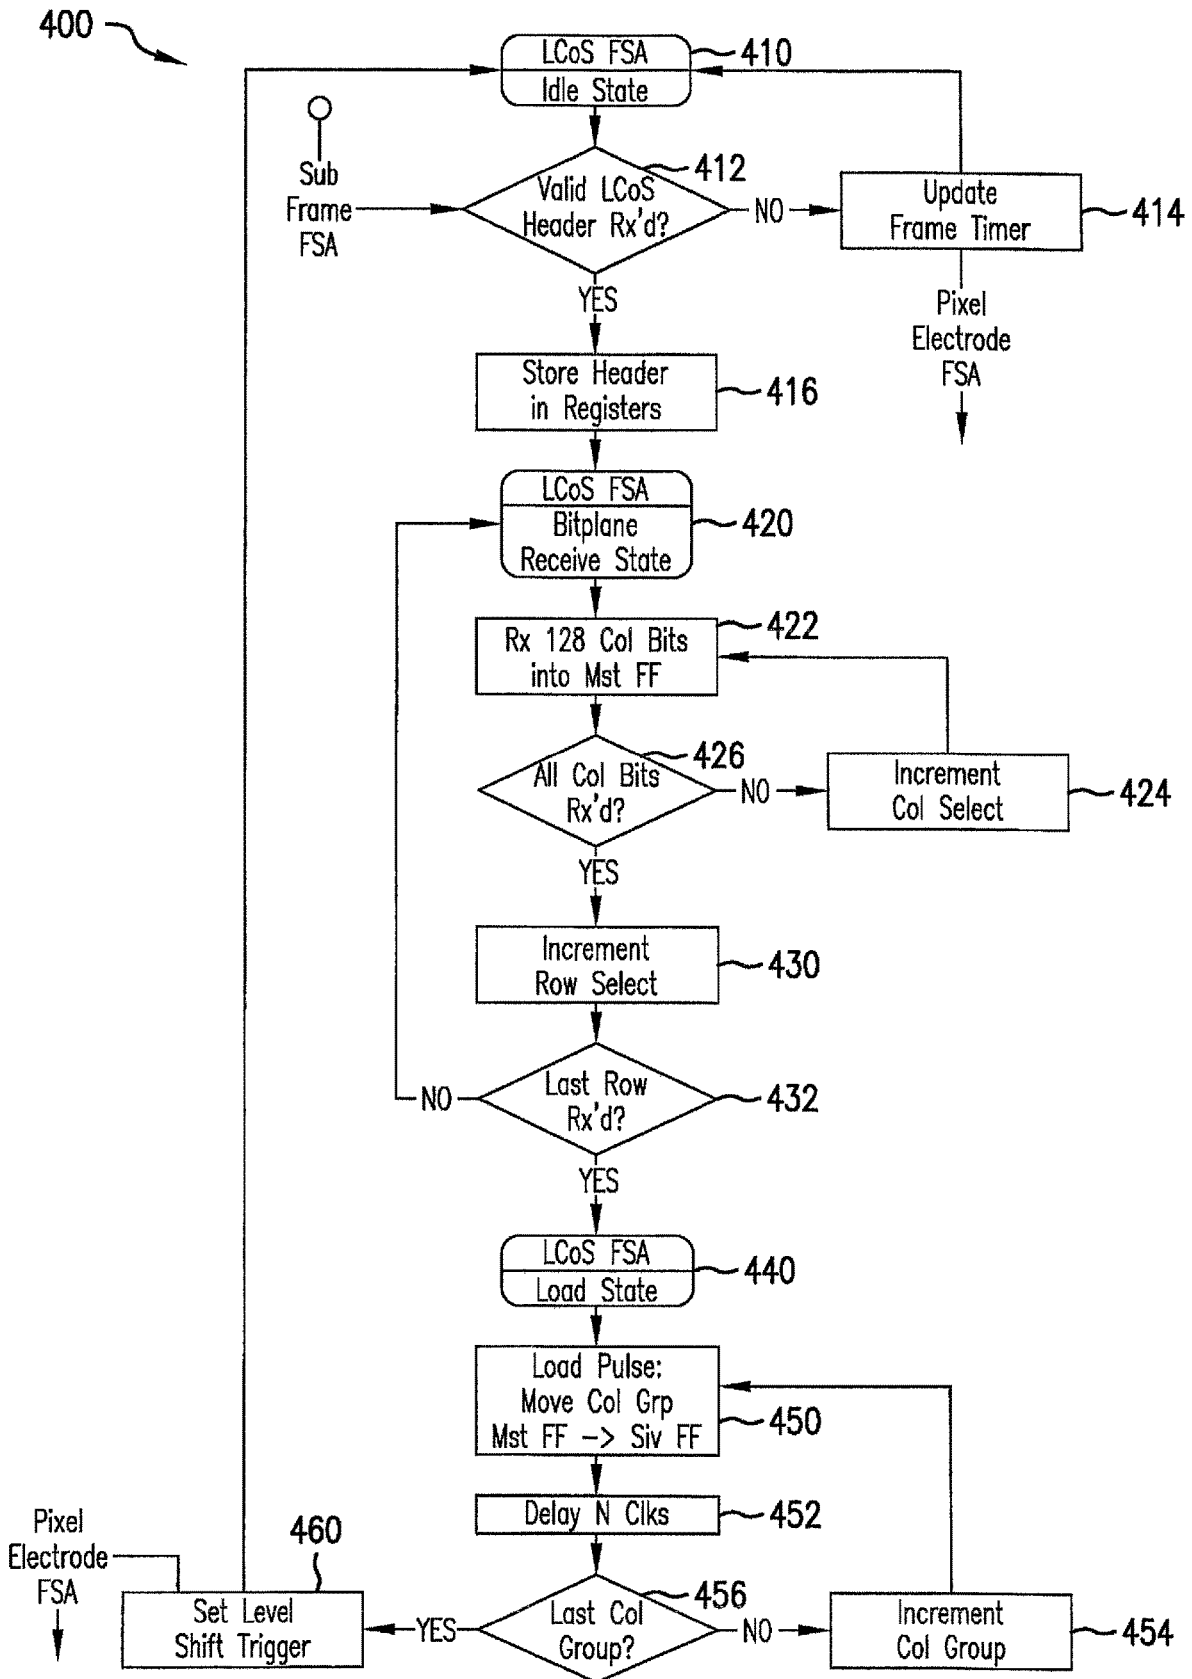 400
LCoS FSA
Idle State
410
Sub
Frame
FSA
Valid LCoS
Header Rx'd?
412
NO
Update
Frame Timer
414
YES
Pixel
Electrode
FSA
Store Header
in Registers
416
LCoS FSA
Bitplane
Receive State
420
Rx 128 Col Bits
into Mst FF
422
All Col Bits
Rx'd?
426
NO
Increment
Col Select
424
YES
Increment
Row Select
430
Last Row
Rx'd?
432
NO
YES
LCoS FSA
Load State
440
Load Pulse:
Move Col Grp
Mst FF -> Siv FF
450
Delay N Clks
452
Last Col
Group?
456
NO
Increment
Col Group
454
YES
Set Level
Shift Trigger
460
Pixel
Electrode
FSA